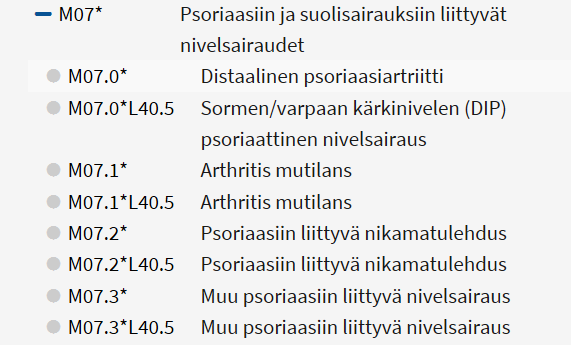 M07* Psoriaasiin ja suolisairauksiin liittyvät
nivelsairaudet
M07.0* Distaalinen psoriaasiartriitti
M07.0*L40.5 Sormen/varpaan kärkinivelen (DIP)
psoriaattinen nivelsairaus
M07.1* Arthritis mutilans
M07.1*L40.5 Arthritis mutilans
M07.2* Psoriaasiin liittyvä nikamatulehdus
M07.2*L40.5 Psoriaasiin liittyvä nikamatulehdus
M07.3* Muu psoriaasiin liittyvä nivelsairaus
M07.3*L40.5 Muu psoriaasiin liittyvä nivelsairaus